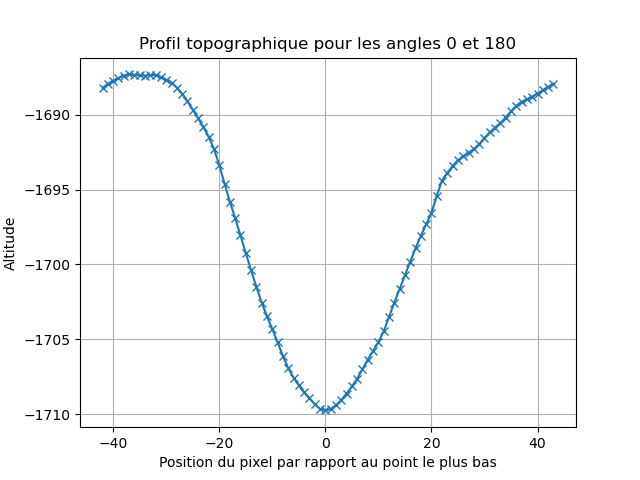 Profil topographique pour les angles 0 et 180
−1690
−1695
−1700
−1705
−1710
Altitude
−40 −20 0 20 40
Position du pixel par rapport au point le plus bas